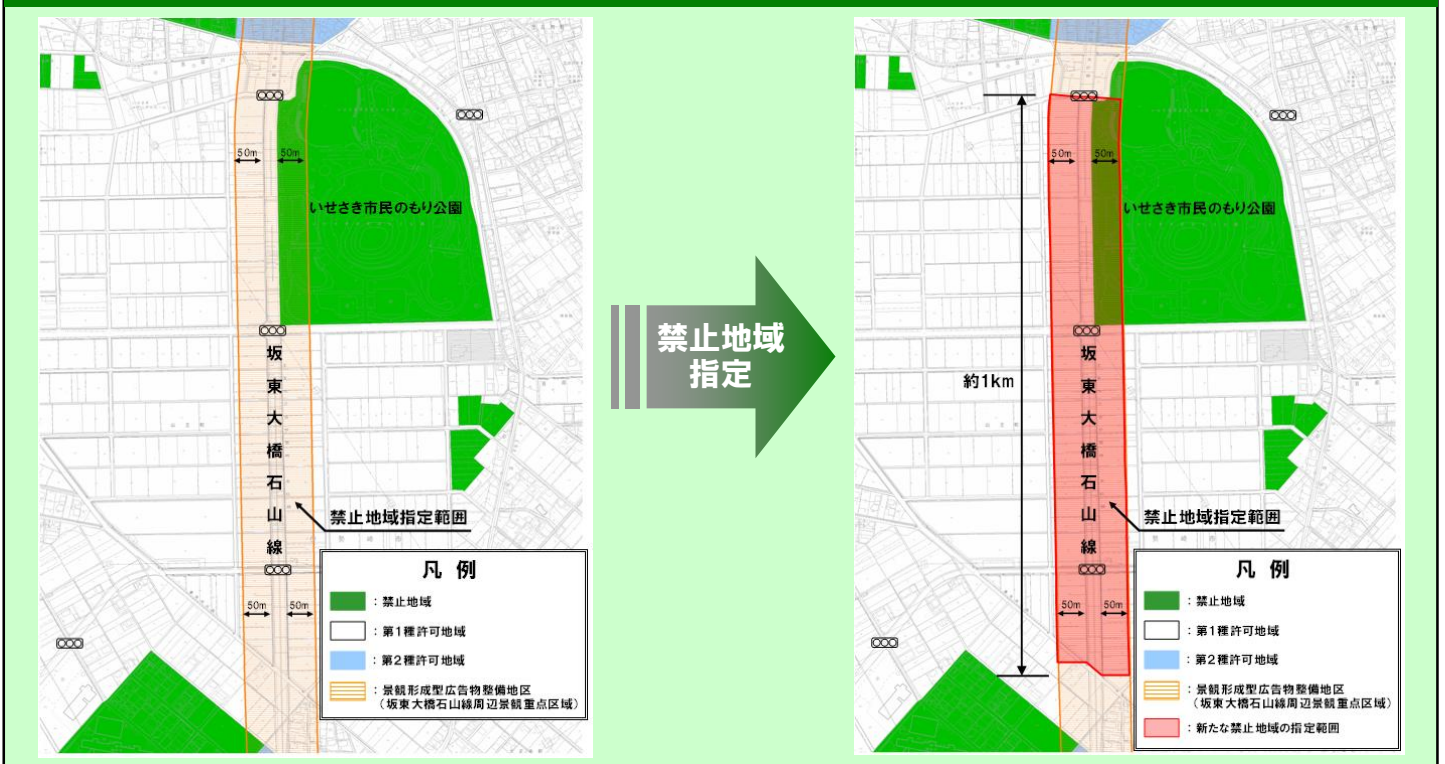 50m
50m
いせさき市民のもり公園
坂東大橋石山線
禁止地域指定範囲
50m
50m
凡 例
：禁止地域
：第1種許可地域
：第2種許可地域
：景観形成型広告物整備地区
（坂東大橋石山線周辺景観重点区域）
禁止地域
指定
50m
50m
いせさき市民のもり公園
約1km
坂東大橋石山線
禁止地域指定範囲
50m
50m
凡 例
：禁止地域
：第1種許可地域
：第2種許可地域
：景観形成型広告物整備地区
（坂東大橋石山線周辺景観重点区域）
：新たな禁止地域の指定範囲